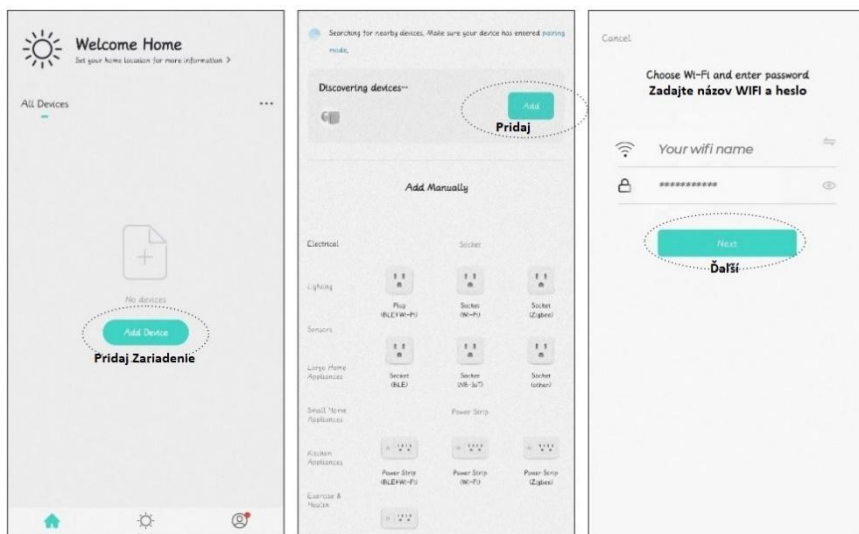 Welcome Home
Set your home location for more information >
All Devices
No devices
Add Device
Pridaj Zariadenie
Searching for nearby devices. Make sure your device has entered pairing
mode.
Discovering devices...
Add
Pridaj
Add Manually
Electrical
Socket
Lighting
Plug
(BLE+Wi-Fi)
Socket
(Wi-Fi)
Socket
(Zigbee)
Sensors
Large Home
Appliances
Socket
(BLE)
Socket
(NB-IoT)
Socket
(other)
Small Home
Appliances
Power Strip
Kitchen
Appliances
Power Strip
(BLE+Wi-Fi)
Power Strip
(Wi-Fi)
Power Strip
(Zigbee)
Exercise &
Health
Cancel
Choose Wi-Fi and enter password
Zadajte názov WIFI a heslo
Your wifi name
***********
Next
Ďalší